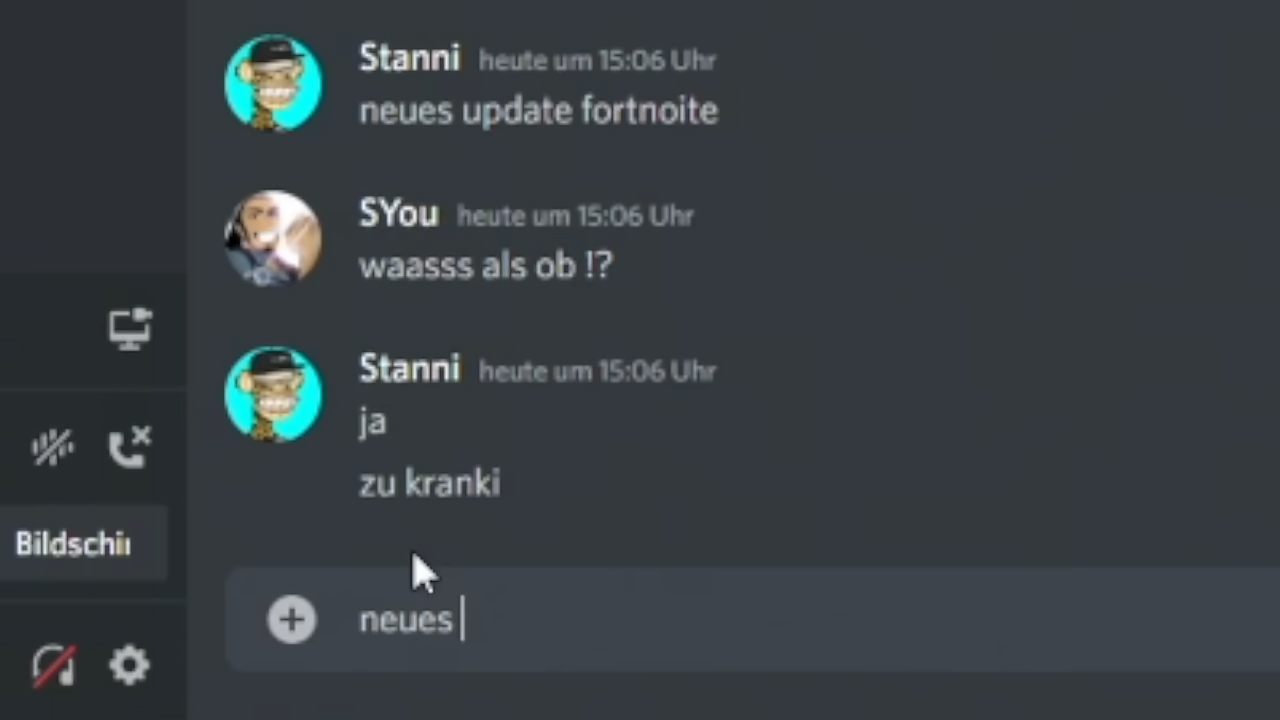 Stanni heute um 15:06 Uhr
neues update fortnoite
SYou heute um 15:06 Uhr
waasss als ob !?
Stanni heute um 15:06 Uhr
ja
zu kranki
Bildschi
neues